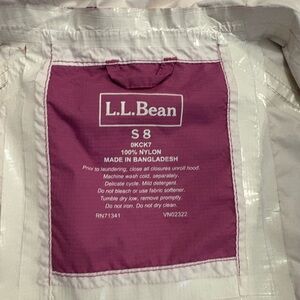 L.L.Bean
S 8
0KCK7
100% NYLON
MADE IN BANGLADESH
Prior to laundering, close all closures unroll hood.
Machine wash cold, separately.
Delicate cycle. Mild detergent.
Do not bleach or use fabric softener.
Tumble dry low, remove promptly.
Do not iron. Do not dry clean.
RN71341 VN02322